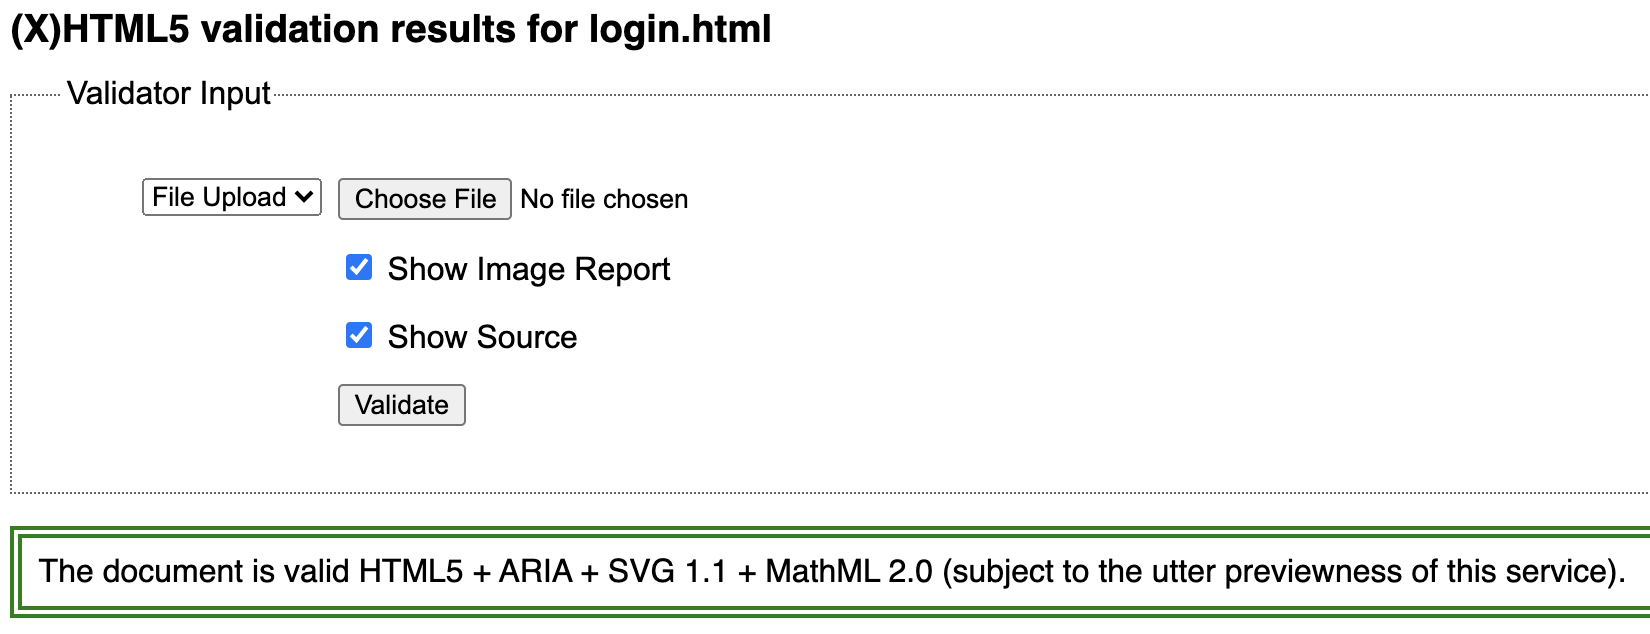 (X)HTML5 validation results for login.html
Validator Input
File Upload Choose File No file chosen
Show Image Report
Show Source
Validate
The document is valid HTML5 + ARIA + SVG 1.1 + MathML 2.0 (subject to the utter previewness of this service).